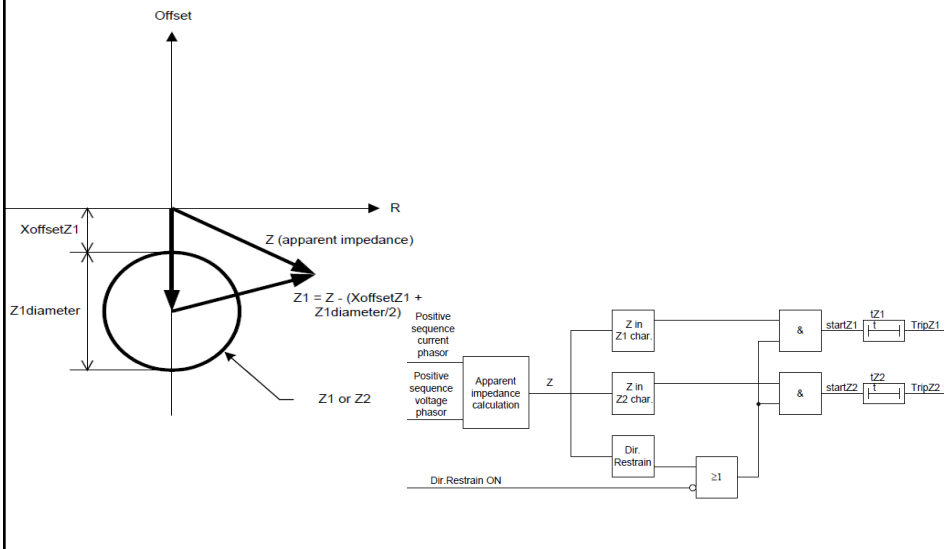 Offset
R
XoffsetZ1
Z (apparent impedance)
Z1diameter
Z1 = Z - (XoffsetZ1 +
Z1diameter/2)
Z1 or Z2
Positive
sequence
current
phasor
Positive
sequence
voltage
phasor
Apparent
impedance
calculation
Z
Z in
Z1 char.
Z in
Z2 char.
Dir.
Restrain
Dir.Restrain ON
≥1
&
startZ1
tZ1
t
TripZ1
&
startZ2
tZ2
t
TripZ2